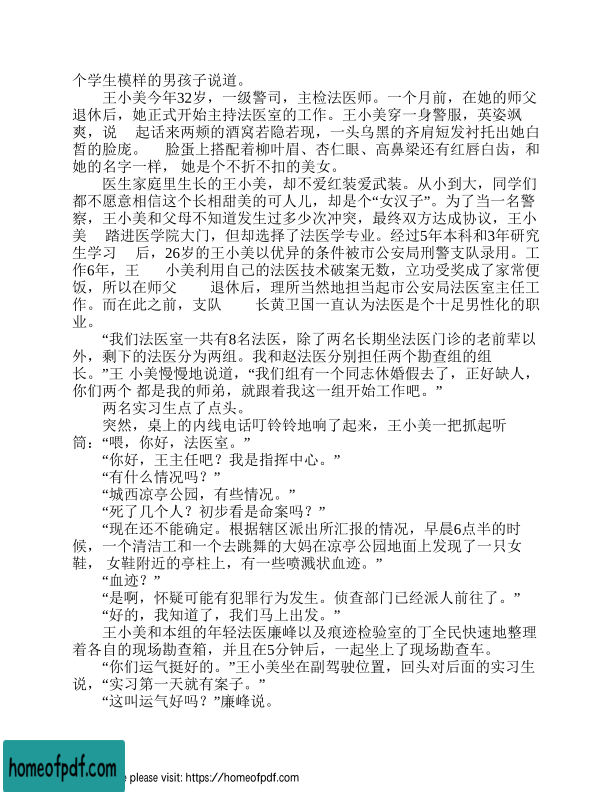 个学生模样的男孩子说道。
王小美今年32岁，一级警司，主检法医师。一个月前，在她的师父
退休后，她正式开始主持法医室的工作。王小美穿一身警服，英姿飒
爽，说 起话来两颊的酒窝若隐若现，一头乌黑的齐肩短发衬托出她白
皙的脸庞。 脸蛋上搭配着柳叶眉、杏仁眼、高鼻梁还有红唇白齿，和
她的名字一样， 她是个不折不扣的美女。
医生家庭里生长的王小美，却不爱红装爱武装。从小到大，同学们
都不愿意相信这个长相甜美的可人儿，却是个“女汉子”。为了当一名警
察，王小美和父母不知道发生过多少次冲突，最终双方达成协议，王小
美 踏进医学院大门，但却选择了法医学专业。经过5年本科和3年研究
生学习 后，26岁的王小美以优异的条件被市公安局刑警支队录用。工
作6年，王 小美利用自己的法医技术破案无数，立功受奖成了家常便
饭，所以在师父 退休后，理所当然地担当起市公安局法医室主任工
作。而在此之前，支队 长黄卫国一直认为法医是个十足男性化的职
业。
“我们法医室一共有8名法医，除了两名长期坐法医门诊的老前辈以
外，剩下的法医分为两组。我和赵法医分别担任两个勘查组的组
长。”王 小美慢慢地说道，“我们组有一个同志休婚假去了，正好缺人，
你们两个 都是我的师弟，就跟着我这一组开始工作吧。”
两名实习生点了点头。
突然，桌上的内线电话叮铃铃地响了起来，王小美一把抓起听
筒：“喂，你好，法医室。”
“你好，王主任吧？我是指挥中心。”
“有什么情况吗？”
“城西凉亭公园，有些情况。”
“死了几个人？初步看是命案吗？”
“现在还不能确定。根据辖区派出所汇报的情况，早晨6点半的时
候，一个清洁工和一个去跳舞的大妈在凉亭公园地面上发现了一只女
鞋， 女鞋附近的亭柱上，有一些喷溅状血迹。”
“血迹？”
“是啊，怀疑可能有犯罪行为发生。侦查部门已经派人前往了。”
“好的，我知道了，我们马上出发。”
王小美和本组的年轻法医廉峰以及痕迹检验室的丁全民快速地整理
着各自的现场勘查箱，并且在5分钟后，一起坐上了现场勘查车。
“你们运气挺好的。”王小美坐在副驾驶位置，回头对后面的实习生
说，“实习第一天就有案子。”
“这叫运气好吗？”廉峰说。
homeofpdf.com
e please visit: https://homeofpdf.com